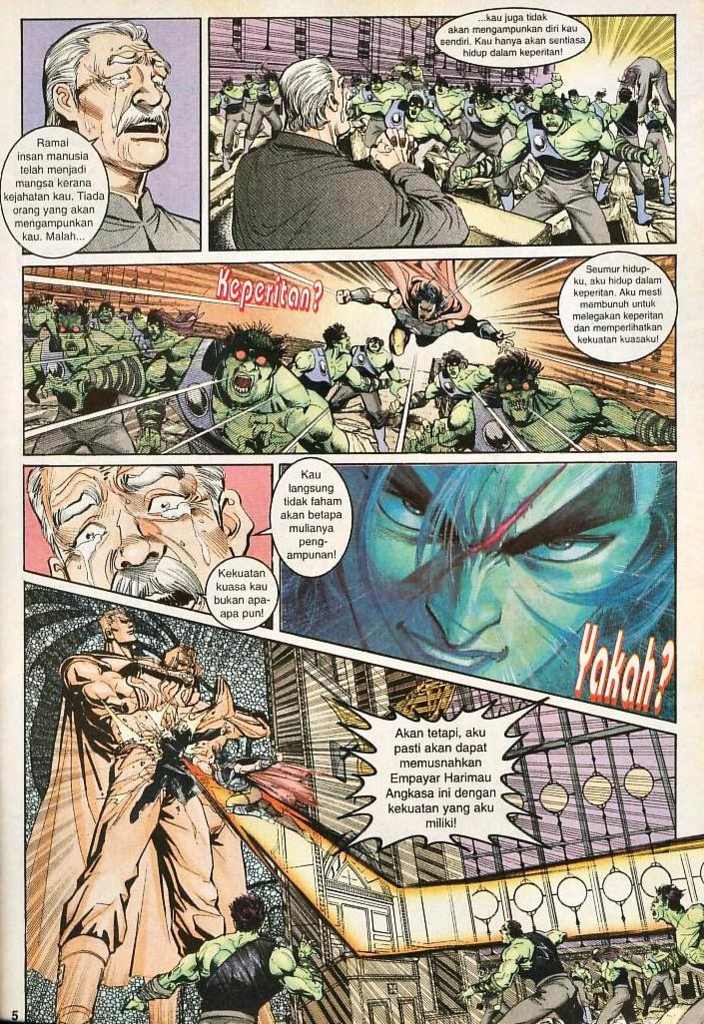 Ramai
insan manusia
telah menjadi
mangsa kerana
kejahatan kau. Tiada
orang yang akan
mengampunkan
kau. Malah...
...kau juga tidak
akan mengampunkan diri kau
sendiri. Kau hanya akan sentiasa
hidup dalam keperitan!
Keperitan?
Seumur hidup-
ku, aku hidup dalam
keperitan. Aku mesti
membunuh untuk
melegakan keperitan
dan memperlihatkan
kekuatan kuasaku!
Kau
langsung
tidak faham
akan betapa
mulianya
peng-
ampunan!
Kekuatan
kuasa kau
bukan apa-
apa pun!
Yakah?
Akan tetapi, aku
pasti akan dapat
memusnahkan
Empayar Harimau
Angkasa ini dengan
kekuatan yang aku
miliki!
5